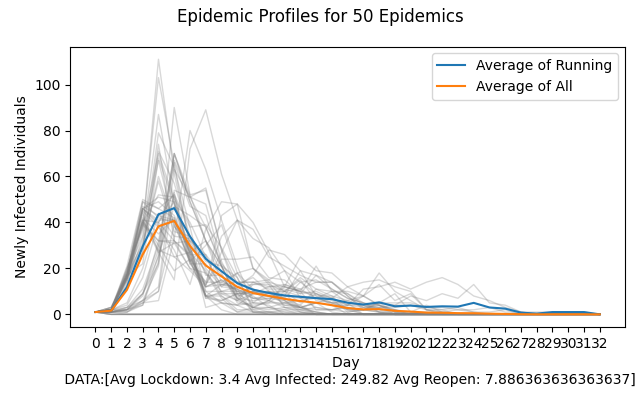 Epidemic Profiles for 50 Epidemics
Average of Running
Average of All
Newly Infected Individuals
100
80
60
40
20
0
0 1 2 3 4 5 6 7 8 9 10 11 12 13 14 15 16 17 18 19 20 21 22 23 24 25 26 27 28 29 30 31 32
Day
DATA:[Avg Lockdown: 3.4 Avg Infected: 249.82 Avg Reopen: 7.886363636363637]